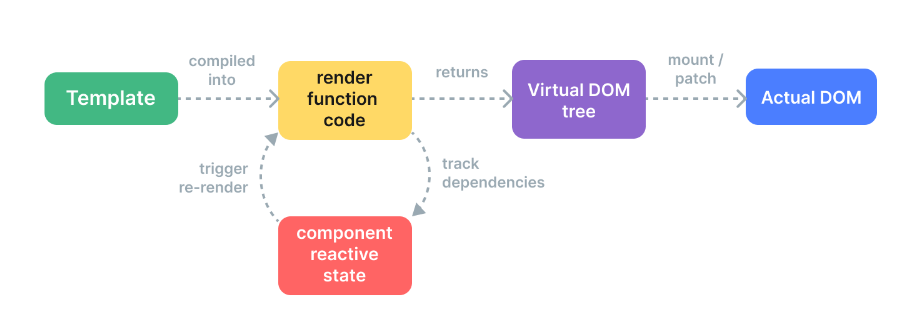 compiled
into
Template
render
function
code
returns
Virtual DOM
tree
mount /
patch
Actual DOM
trigger
re-render
track
dependencies
component
reactive
state